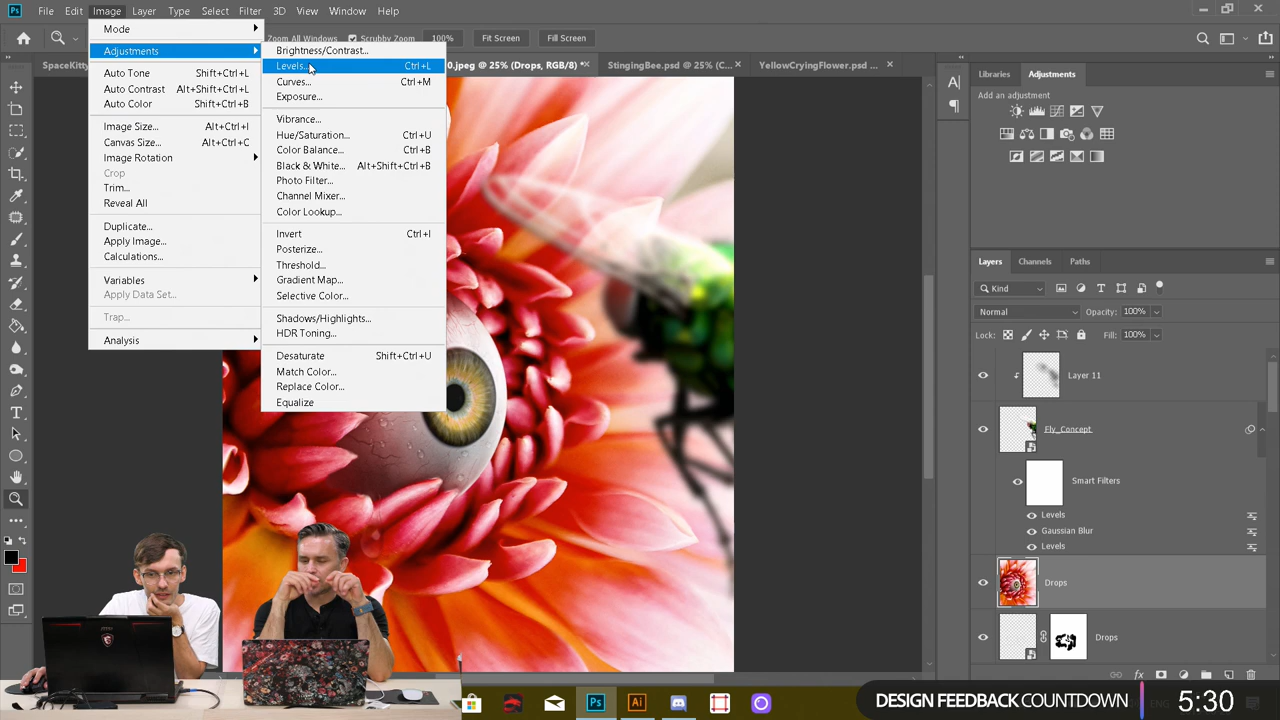 Ps File Edit Image Layer Type Select Filter 3D View Window Help
Zoom All Windows Scrubby Zoom 100% Fit Screen Fill Screen
SpaceKitty 0.jpeg @ 25% (Drops, RGB/8) * StingingBee.psd @ 25% (C... YellowCryingFlower.psd ...
Mode
Adjustments
Auto Tone Shift+Ctrl+L
Auto Contrast Alt+Shift+Ctrl+L
Auto Color Shift+Ctrl+B
Image Size... Alt+Ctrl+I
Canvas Size... Alt+Ctrl+C
Image Rotation
Crop
Trim...
Reveal All
Duplicate...
Apply Image...
Calculations...
Variables
Apply Data Set...
Trap...
Analysis
Brightness/Contrast...
Levels... Ctrl+L
Curves... Ctrl+M
Exposure...
Vibrance...
Hue/Saturation... Ctrl+U
Color Balance... Ctrl+B
Black & White... Alt+Shift+Ctrl+B
Photo Filter...
Channel Mixer...
Color Lookup...
Invert Ctrl+I
Posterize...
Threshold...
Gradient Map...
Selective Color...
Shadows/Highlights...
HDR Toning...
Desaturate Shift+Ctrl+U
Match Color...
Replace Color...
Equalize
Libraries Adjustments
Add an adjustment
Layers Channels Paths
Kind
Normal Opacity: 100%
Lock: Fill: 100%
Layer 11
Fly_Concept
Smart Filters
Levels
Gaussian Blur
Levels
Drops
Drops
Ps Ai
DESIGN FEEDBACK COUNTDOWN 5:30